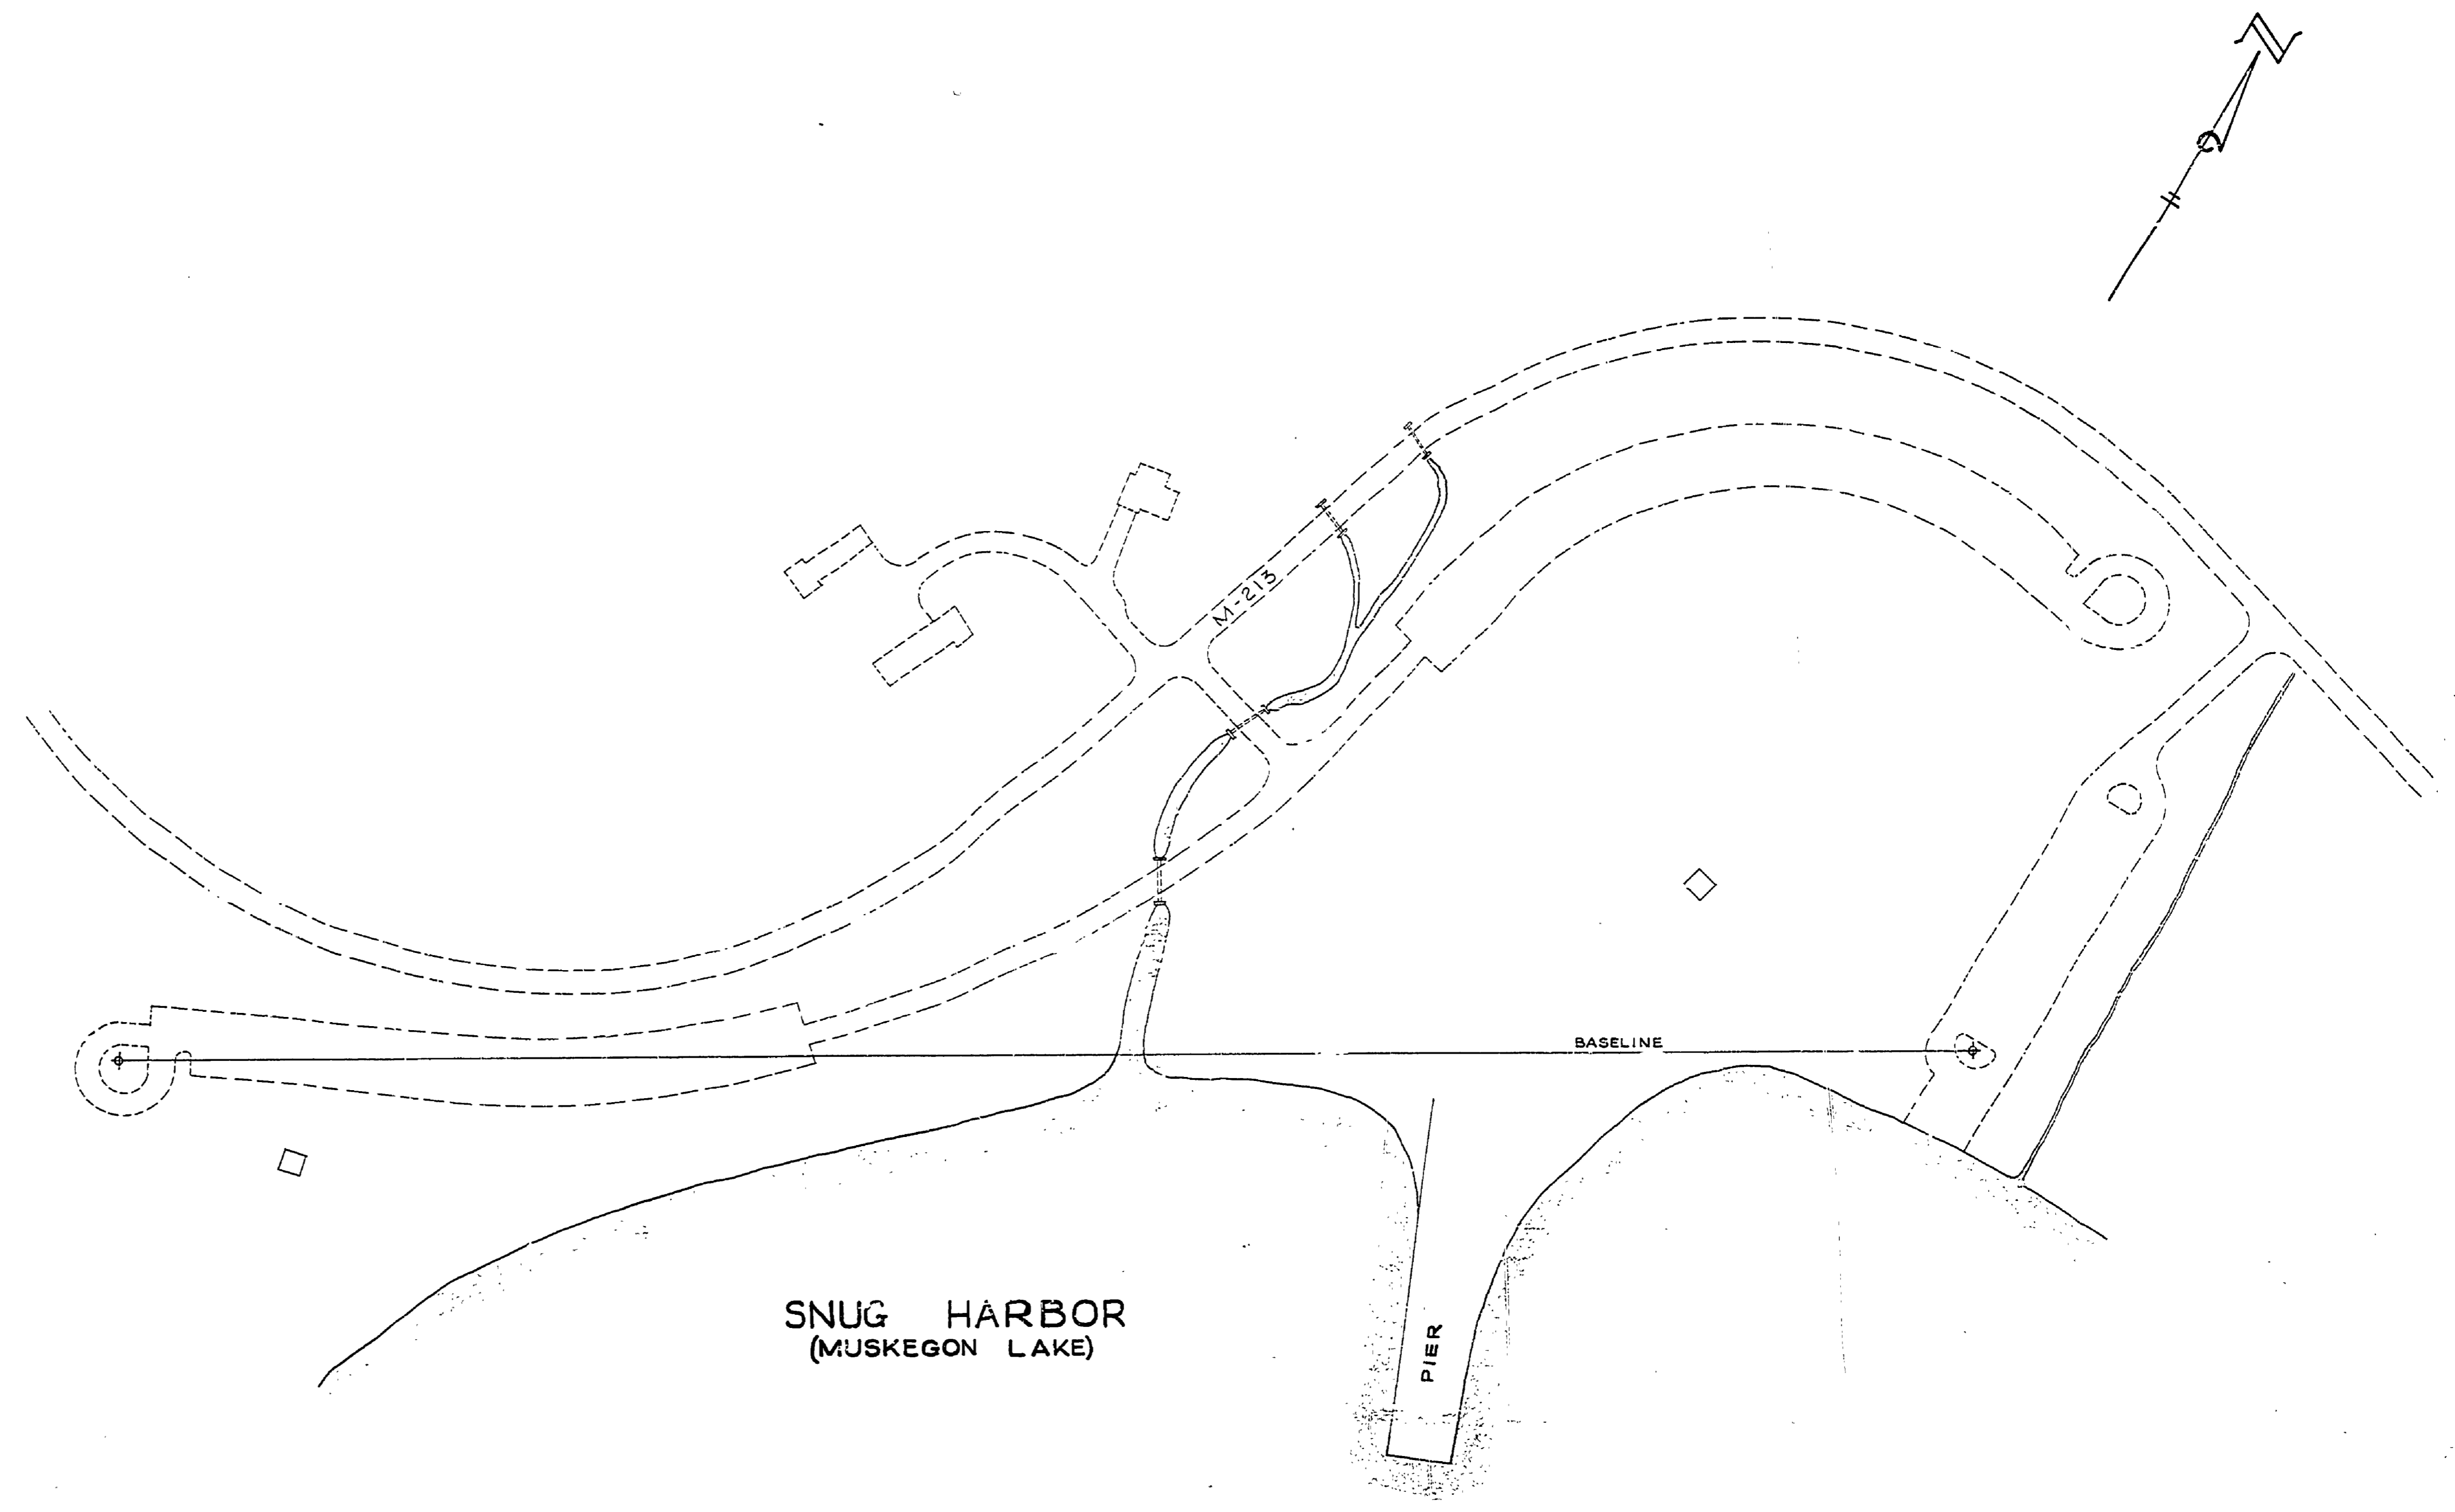 N
M-213
BASELINE
SNUG HARBOR
(MUSKEGON LAKE)
PIER